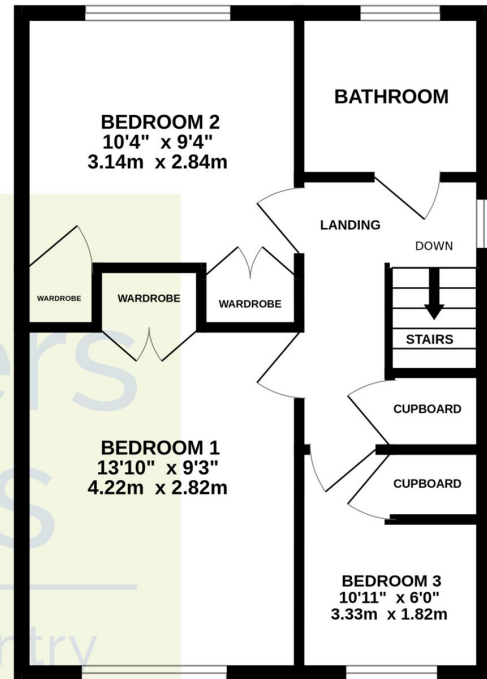 BEDROOM 2
10'4" x 9'4"
3.14m x 2.84m
BATHROOM
LANDING
DOWN
WARDROBE
WARDROBE
WARDROBE
STAIRS
CUPBOARD
CUPBOARD
BEDROOM 1
13'10" x 9'3"
4.22m x 2.82m
BEDROOM 3
10'11" x 6'0"
3.33m x 1.82m